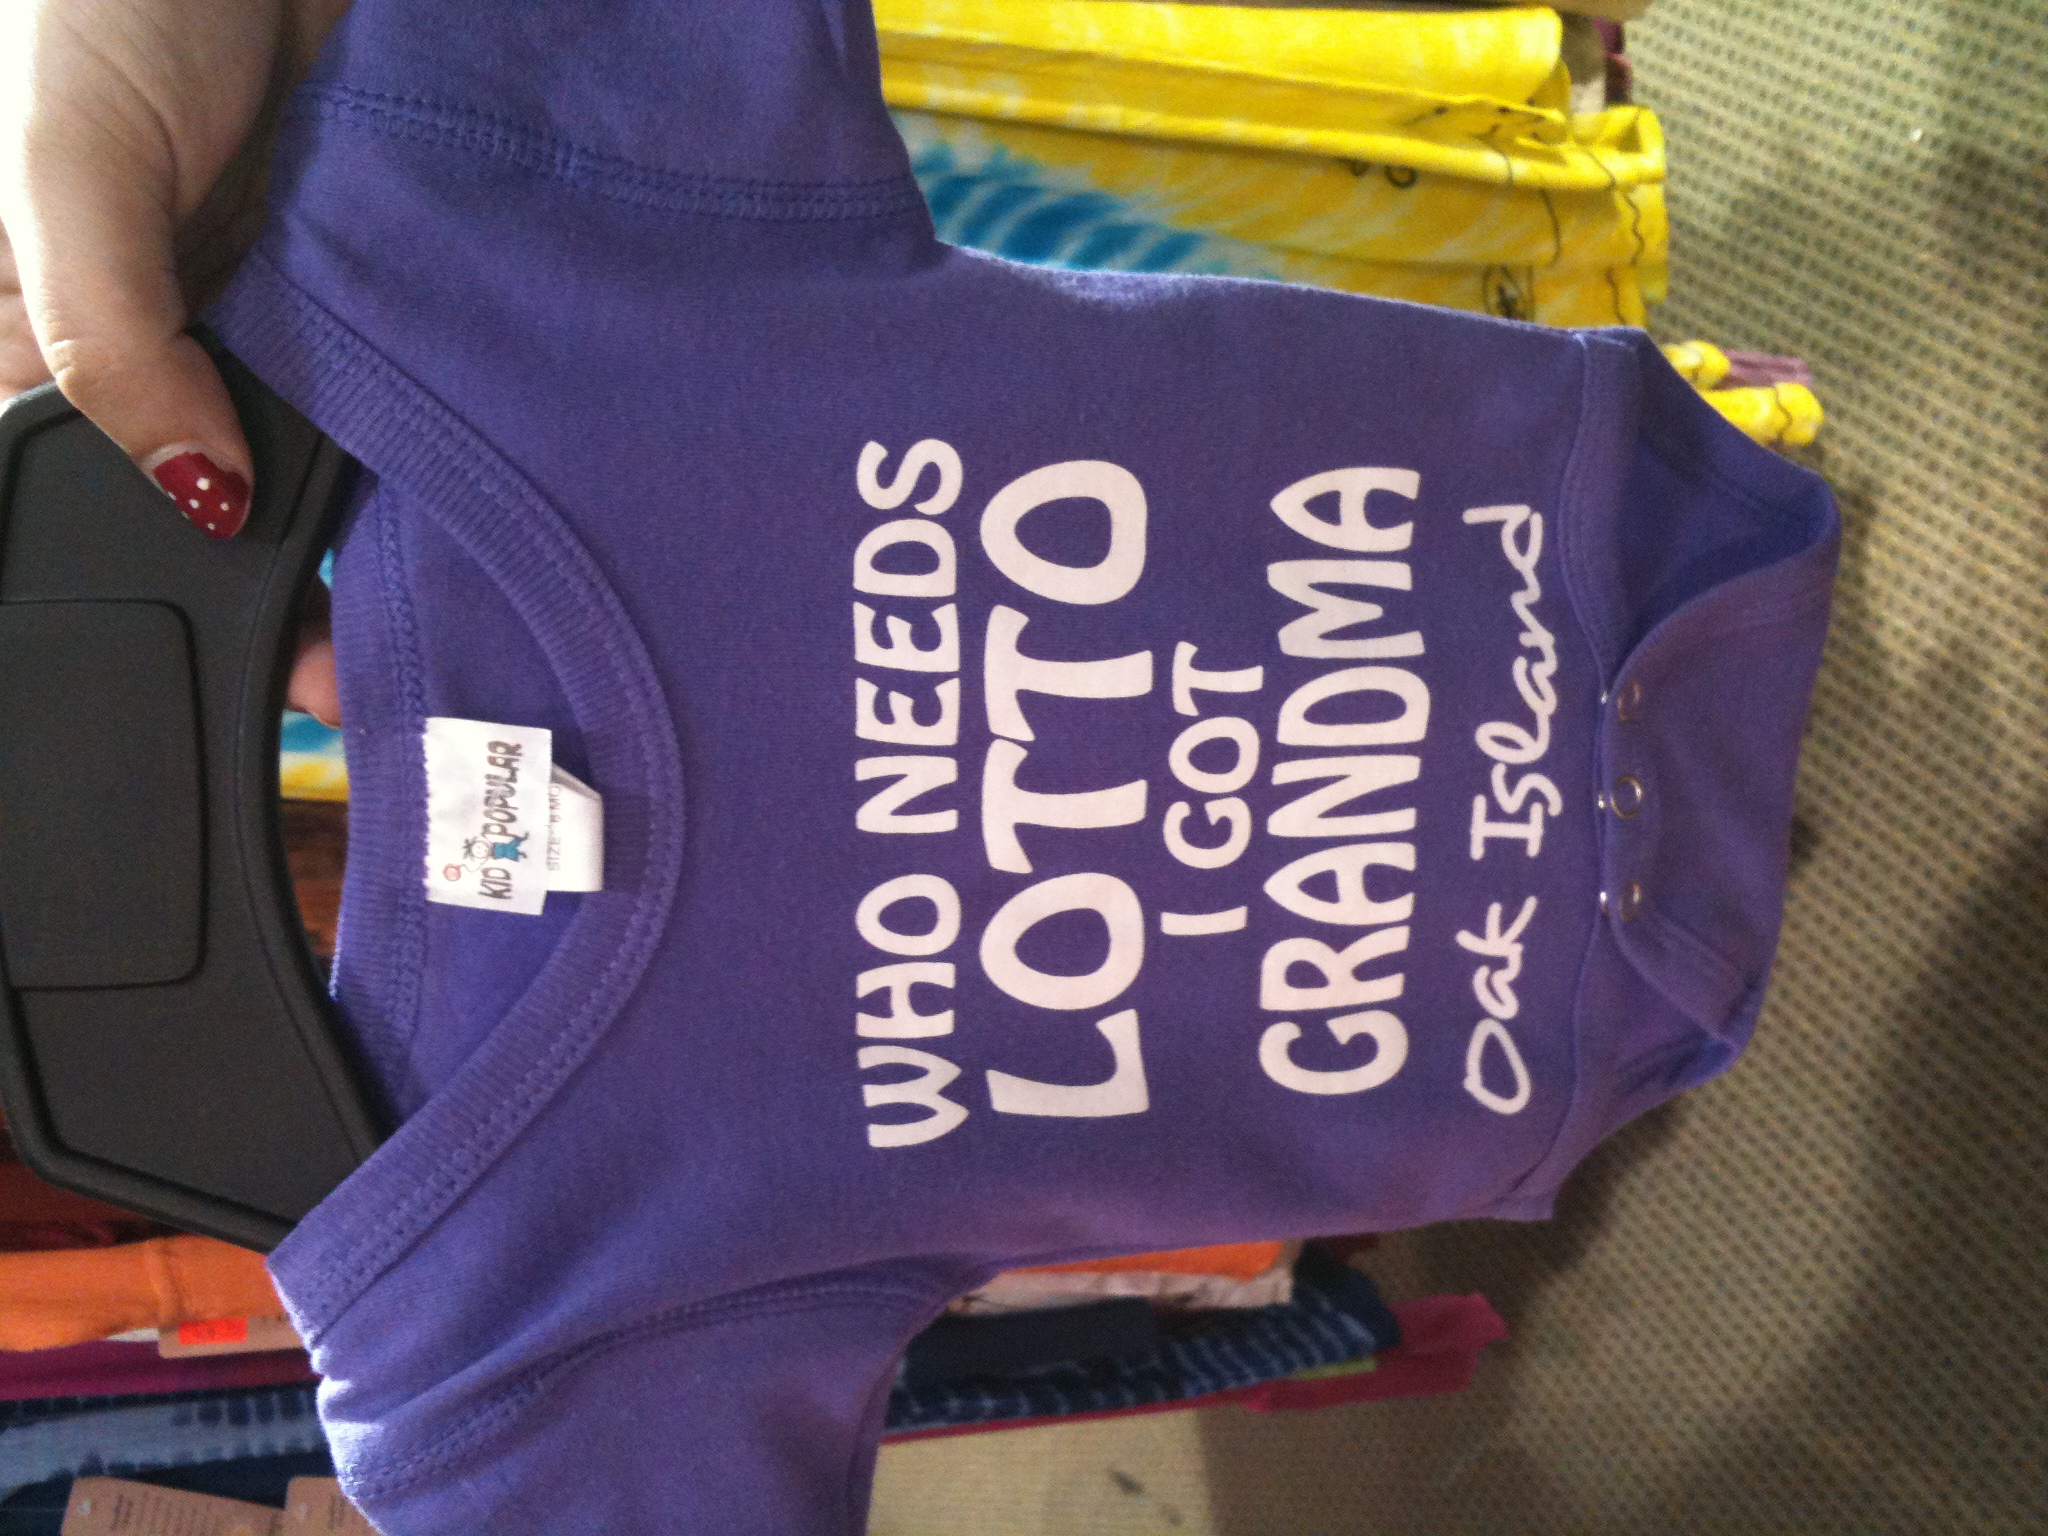 KID POPULAR
WHO NEEDS
LOTTO
I GOT
GRANDMA
Oak Island